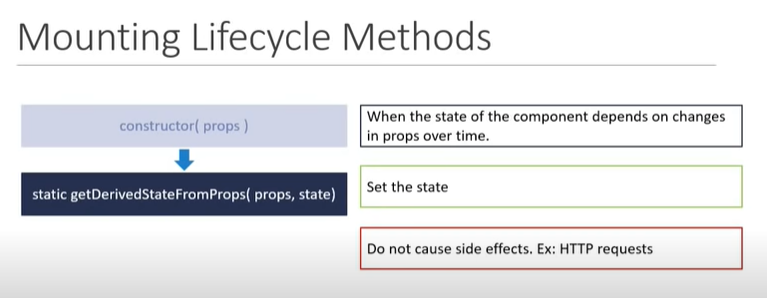 Mounting Lifecycle Methods
constructor( props )
When the state of the component depends on changes
in props over time.
static getDerivedStateFromProps( props, state)
Set the state
Do not cause side effects. Ex: HTTP requests